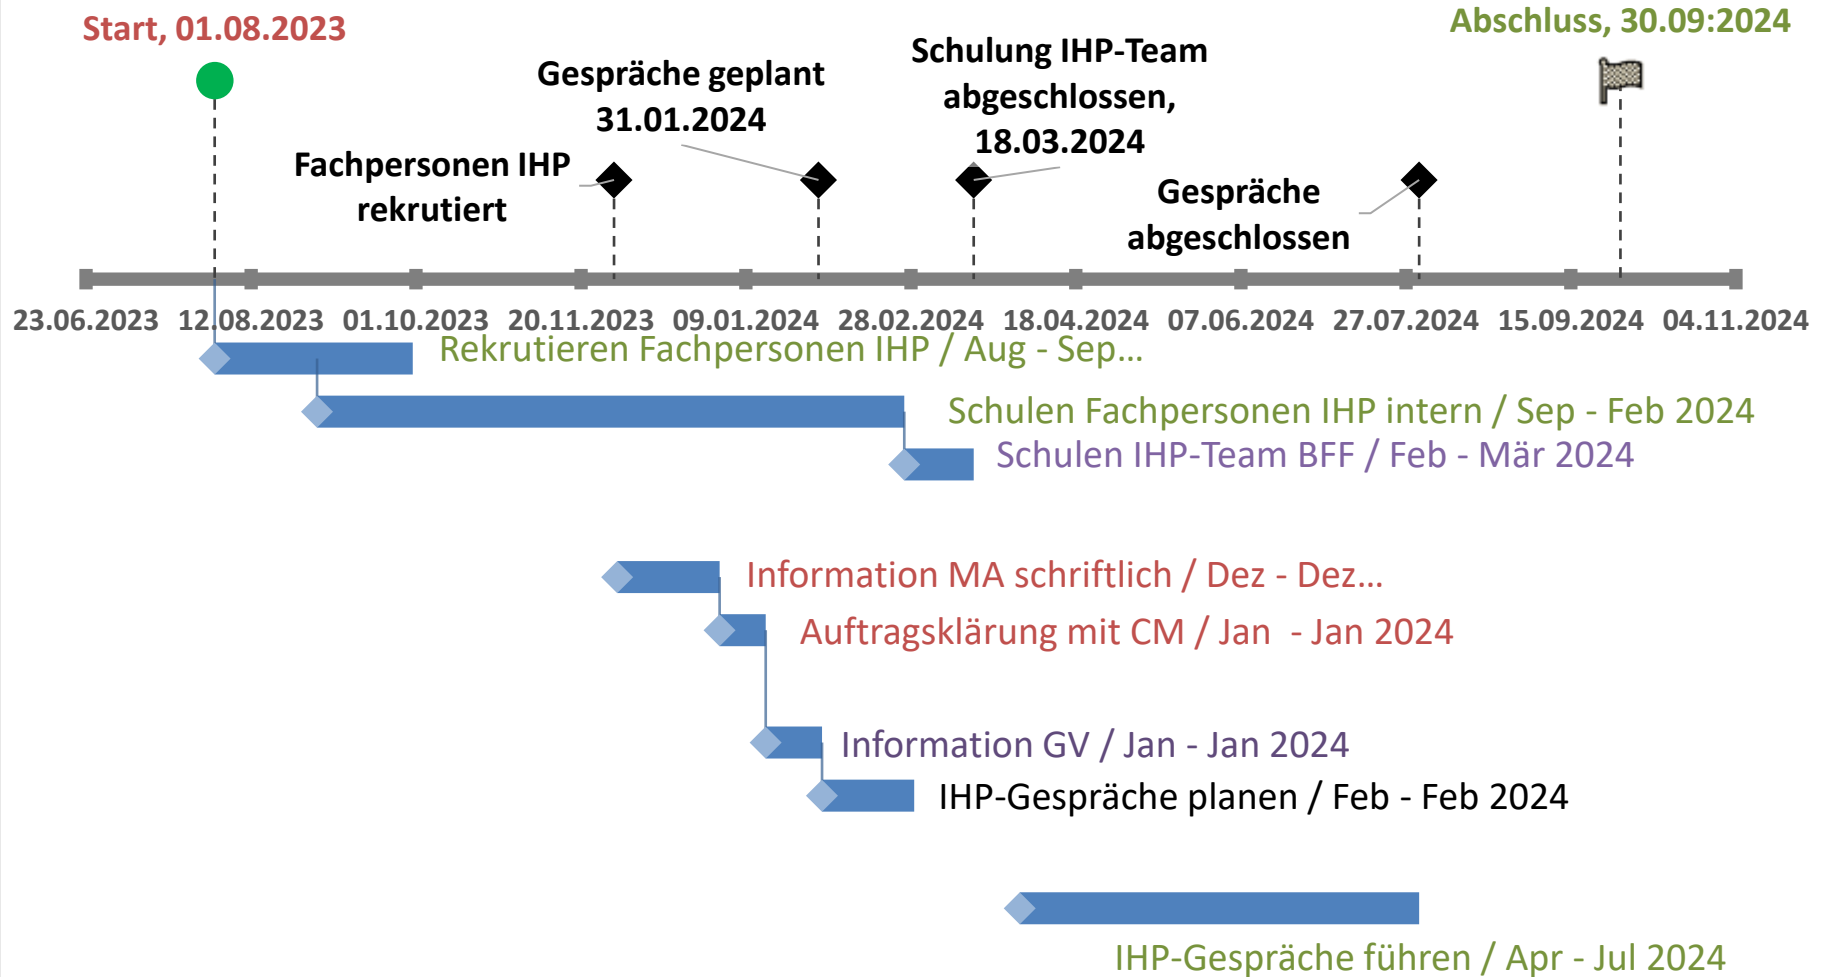 Start, 01.08.2023
Abschluss, 30.09:2024
Gespräche geplant
31.01.2024
Schulung IHP-Team
abgeschlossen,
18.03.2024
Fachpersonen IHP
rekrutiert
Gespräche
abgeschlossen
23.06.2023 12.08.2023 01.10.2023 20.11.2023 09.01.2024 28.02.2024 18.04.2024 07.06.2024 27.07.2024 15.09.2024 04.11.2024
Rekrutieren Fachpersonen IHP / Aug - Sep...
Schulen Fachpersonen IHP intern / Sep - Feb 2024
Schulen IHP-Team BFF / Feb - Mär 2024
Information MA schriftlich / Dez - Dez...
Auftragsklärung mit CM / Jan  - Jan 2024
Information GV / Jan - Jan 2024
IHP-Gespräche planen / Feb - Feb 2024
IHP-Gespräche führen / Apr - Jul 2024